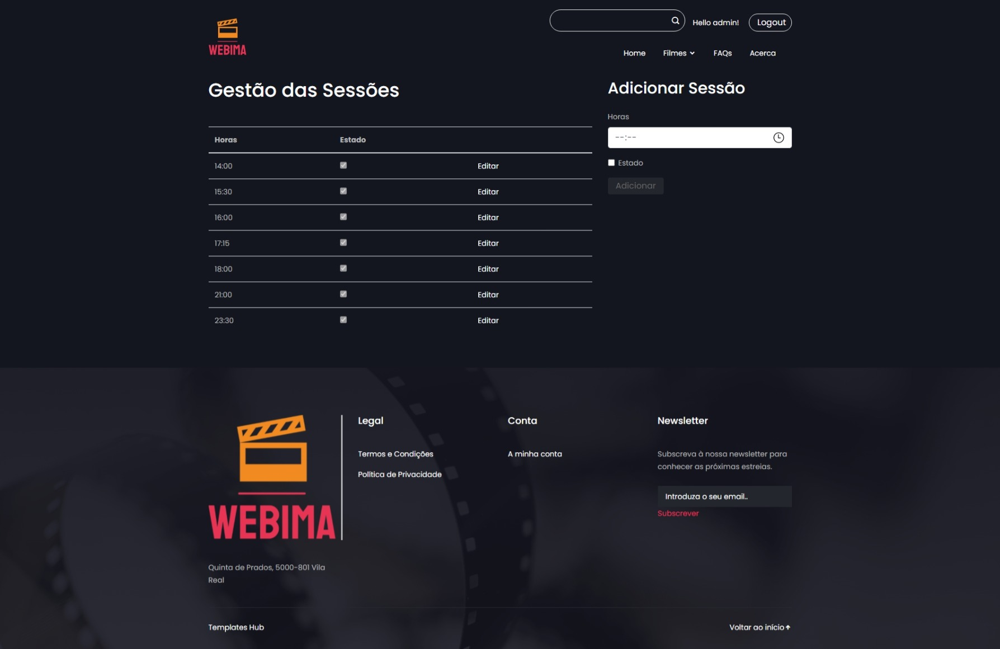 WEBIMA
Hello admin!
Logout
Home
Filmes
FAQs
Acerca
Gestão das Sessões
Horas
Estado
14:00
Editar
15:30
Editar
16:00
Editar
17:15
Editar
18:00
Editar
21:00
Editar
23:30
Editar
Adicionar Sessão
Horas
--:--
Estado
Adicionar
WEBIMA
Quinta de Prados, 5000-801 Vila
Real
Legal
Termos e Condições
Política de Privacidade
Conta
A minha conta
Newsletter
Subscreva à nossa newsletter para
conhecer as próximas estreias.
Introduza o seu email..
Subscrever
Templates Hub
Voltar ao início